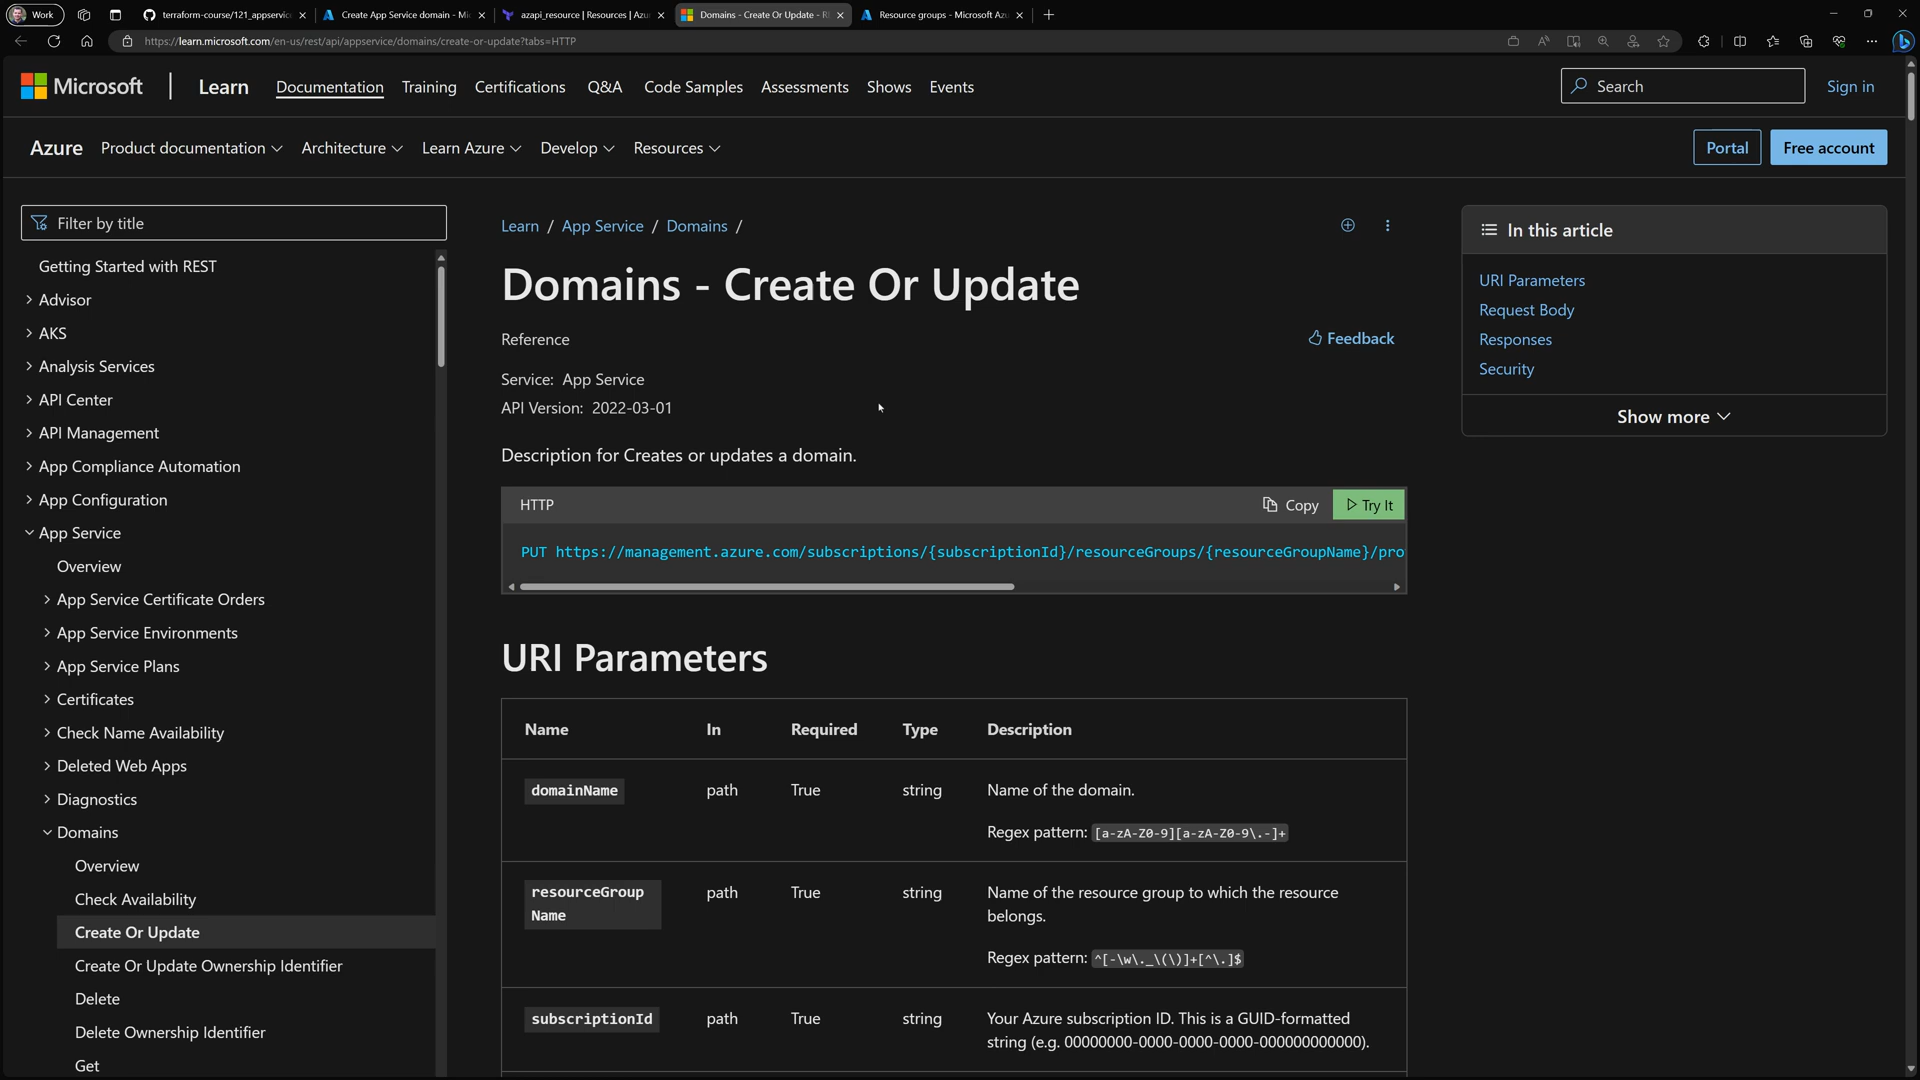 Work
terraform-course/121_appservic
Create App Service domain - Mi
azapi_resource | Resources | Azu
Domains - Create Or Update - R
Resource groups - Microsoft Azu
https://learn.microsoft.com/en-us/rest/api/appservice/domains/create-or-update?tabs=HTTP
Microsoft
Learn
Documentation
Training
Certifications
Q&A
Code Samples
Assessments
Shows
Events
Search
Sign in
Azure
Product documentation
Architecture
Learn Azure
Develop
Resources
Portal
Free account
Filter by title
Getting Started with REST
Advisor
AKS
Analysis Services
API Center
API Management
App Compliance Automation
App Configuration
App Service
Overview
App Service Certificate Orders
App Service Environments
App Service Plans
Certificates
Check Name Availability
Deleted Web Apps
Diagnostics
Domains
Overview
Check Availability
Create Or Update
Create Or Update Ownership Identifier
Delete
Delete Ownership Identifier
Get
Learn / App Service / Domains /
Domains - Create Or Update
Reference
Feedback
Service: App Service
API Version: 2022-03-01
Description for Creates or updates a domain.
HTTP
Copy
Try It
PUT https://management.azure.com/subscriptions/{subscriptionId}/resourceGroups/{resourceGroupName}/pro
URI Parameters
Name In Required Type Description
domainName path True string Name of the domain.
Regex pattern: [a-zA-Z0-9][a-zA-Z0-9\.-]+
resourceGroup path True string Name of the resource group to which the resource
Name belongs.
Regex pattern: ^[-\w\._\(\)]+[^\.]$
subscriptionId path True string Your Azure subscription ID. This is a GUID-formatted
string (e.g. 00000000-0000-0000-0000-000000000000).
In this article
URI Parameters
Request Body
Responses
Security
Show more